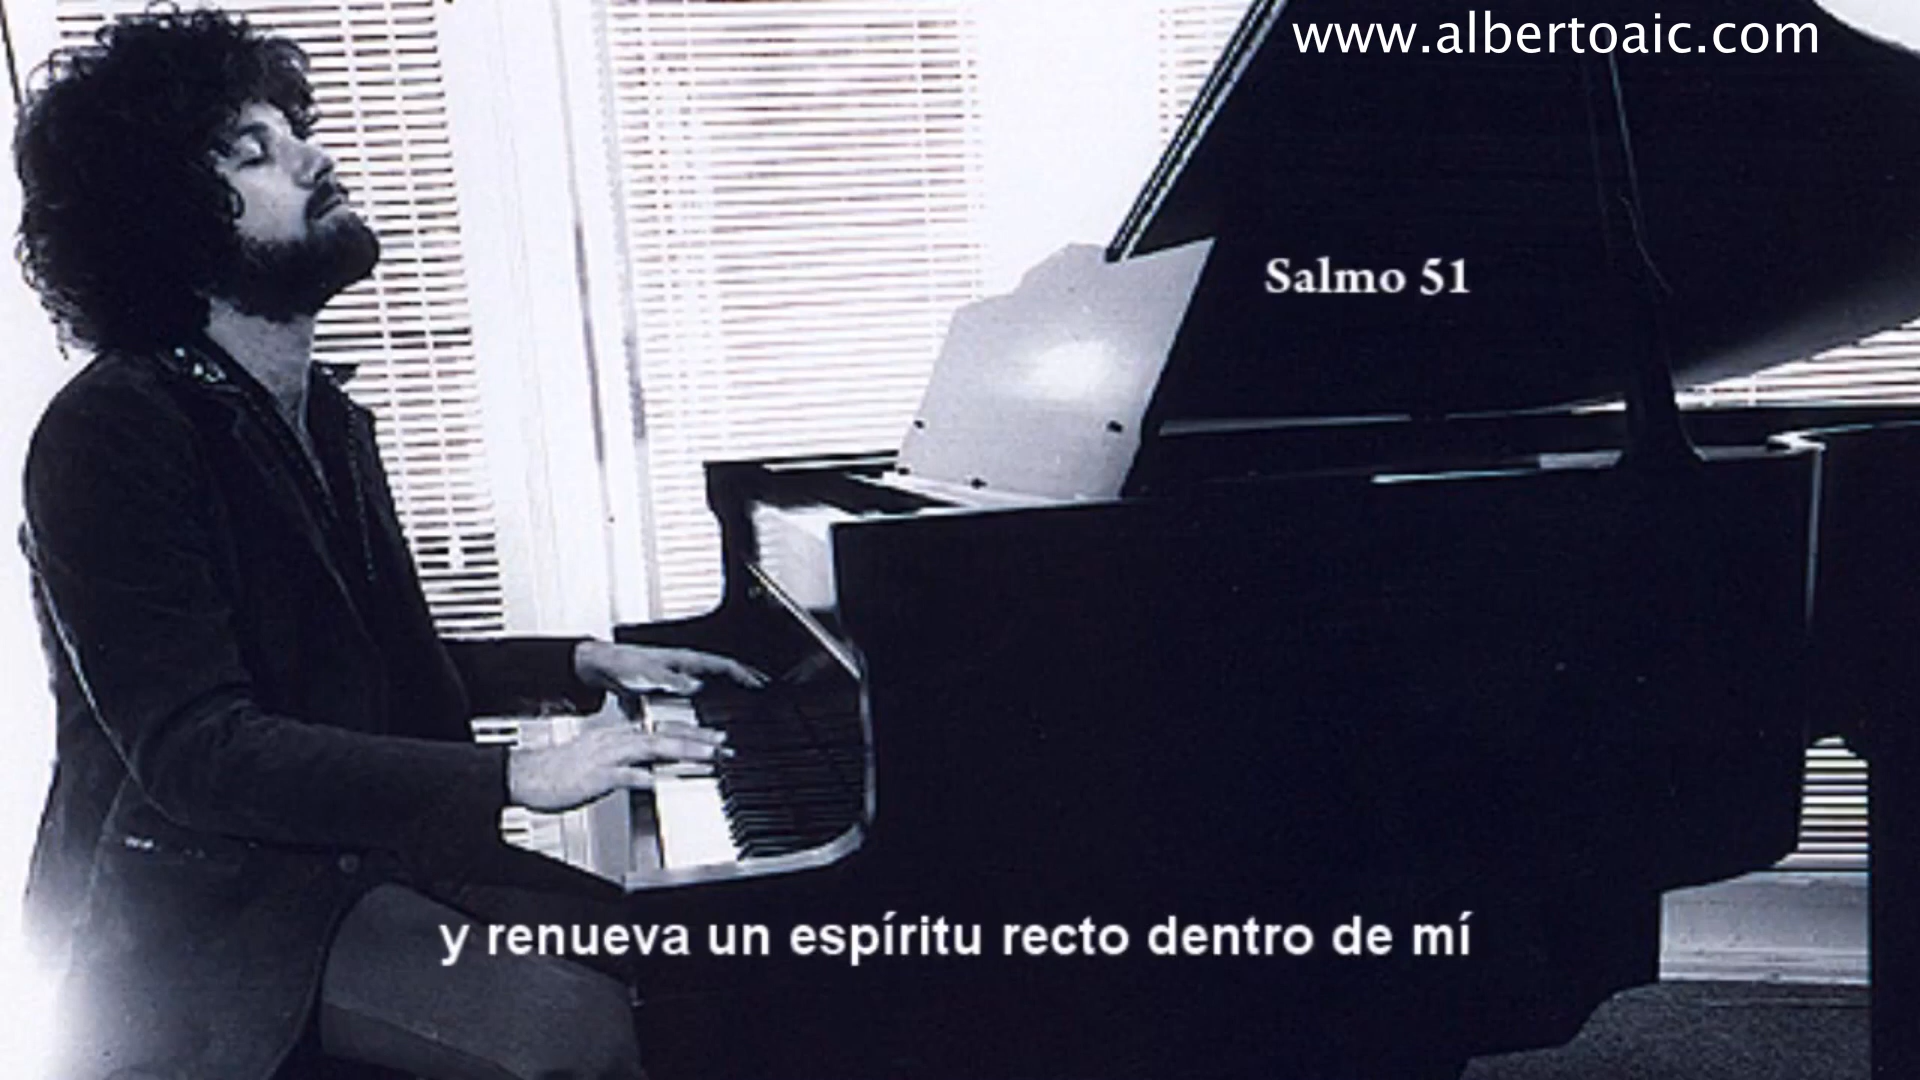 www.albertoaic.com
Salmo 51
y renueva un espíritu recto dentro de mí